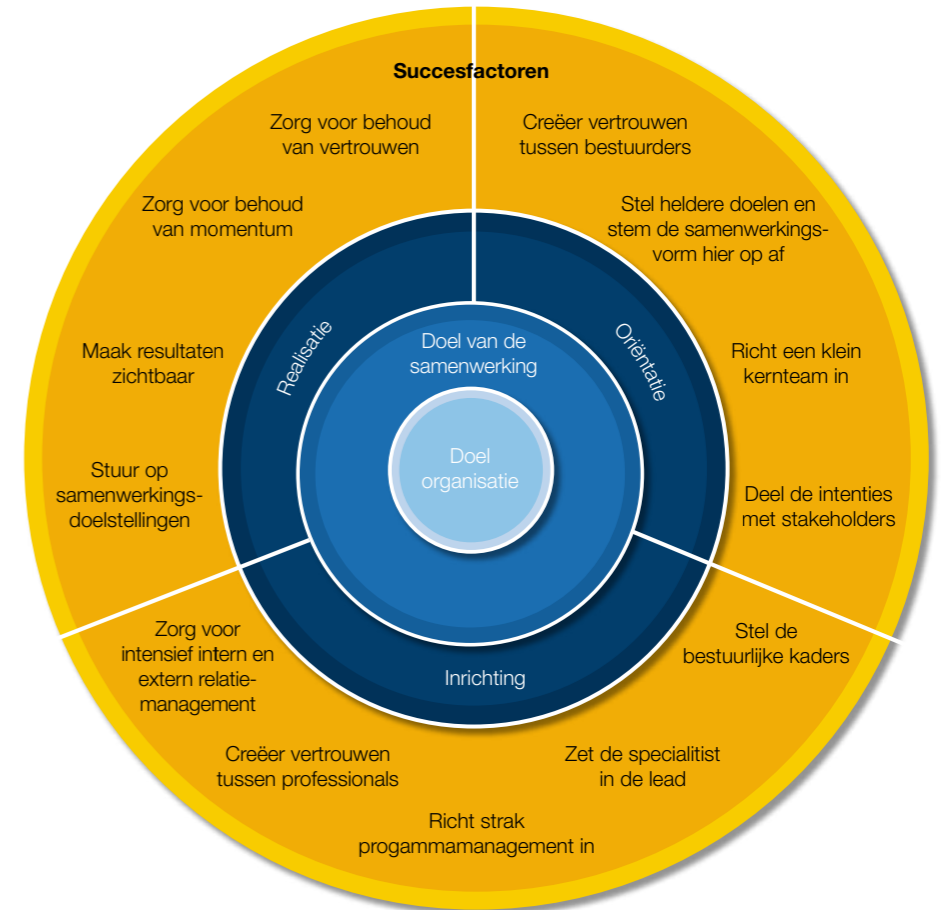 Succesfactoren
Creëer vertrouwen
tussen bestuurders
Stel heldere doelen en
stem de samenwerkings-
vorm hier op af
Richt een klein
kernteam in
Deel de intenties
met stakeholders
Stel de
bestuurlijke kaders
Zet de specialitist
in de lead
Richt strak
progammamanagement in
Creëer vertrouwen
tussen professionals
Zorg voor
intensief intern en
extern relatie-
management
Stuur op
samenwerkings-
doelstellingen
Maak resultaten
zichtbaar
Zorg voor behoud
van momentum
Zorg voor behoud
van vertrouwen
Oriëntatie
Inrichting
Realisatie
Doel van de
samenwerking
Doel
organisatie